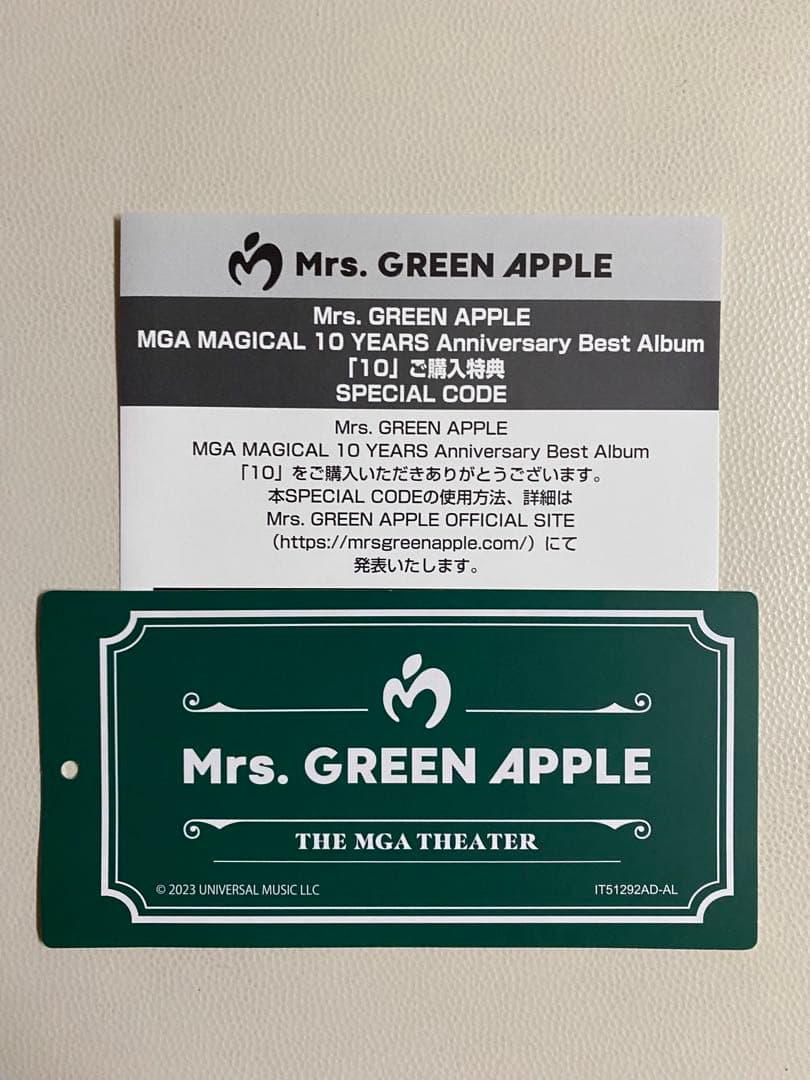 Mrs. GREEN APPLE
Mrs. GREEN APPLE
MGA MAGICAL 10 YEARS Anniversary Best Album
「10」ご購入特典
SPECIAL CODE
Mrs. GREEN APPLE
MGA MAGICAL 10 YEARS Anniversary Best Album
「10」をご購入いただきありがとうございます。
本SPECIAL CODEの使用方法、詳細は
Mrs. GREEN APPLE OFFICIAL SITE
（https://mrsgreenapple.com/）にて
発表いたします。
Mrs. GREEN APPLE
THE MGA THEATER
© 2023 UNIVERSAL MUSIC LLC
IT51292AD-AL